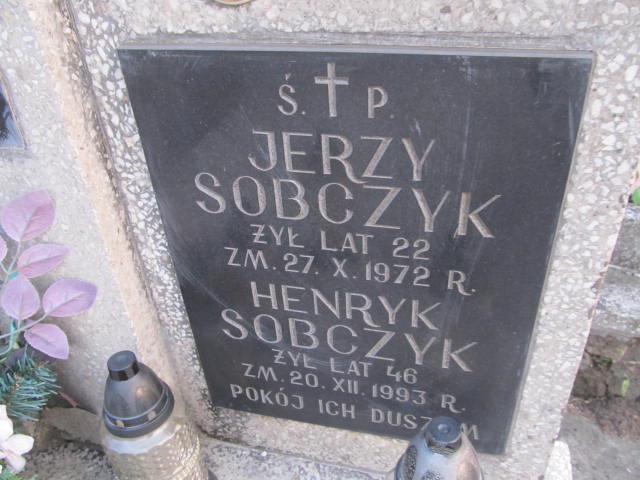 Ś. P.
JERZY
SOBCZYK
ŻYŁ LAT 22
ZM. 27. X. 1972 R.
HENRYK
SOBCZYK
ŻYŁ LAT 46
ZM. 20. XII. 1993 R.
POKÓJ ICH DUSZOM